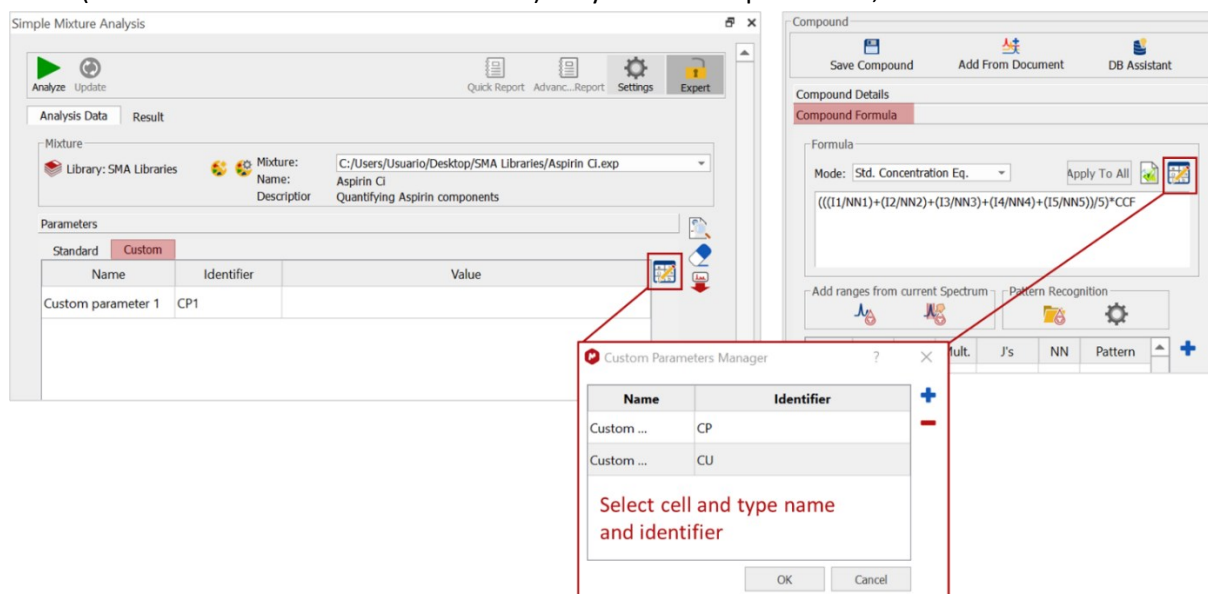 Simple Mixture Analysis
Analyze Update Quick Report Advanc...Report Settings Expert
Analysis Data Result
Mixture
Library: SMA Libraries
Mixture: C:/Users/Usuario/Desktop/SMA Libraries/Aspirin Ci.exp
Name: Aspirin Ci
Descriptior Quantifying Aspirin components
Parameters
Standard Custom
Name Identifier Value
Custom parameter 1 CP1
Compound
Save Compound Add From Document DB Assistant
Compound Details
Compound Formula
Formula
Mode: Std. Concentration Eq. Apply To All
(((I1/NN1)+(I2/NN2)+(I3/NN3)+(I4/NN4)+(I5/NN5))/5)*CCF
Add ranges from current Spectrum Pattern Recognition
J's NN Pattern
Custom Parameters Manager ?
Name Identifier
Custom ... CP
Custom ... CU
Select cell and type name
and identifier
OK Cancel